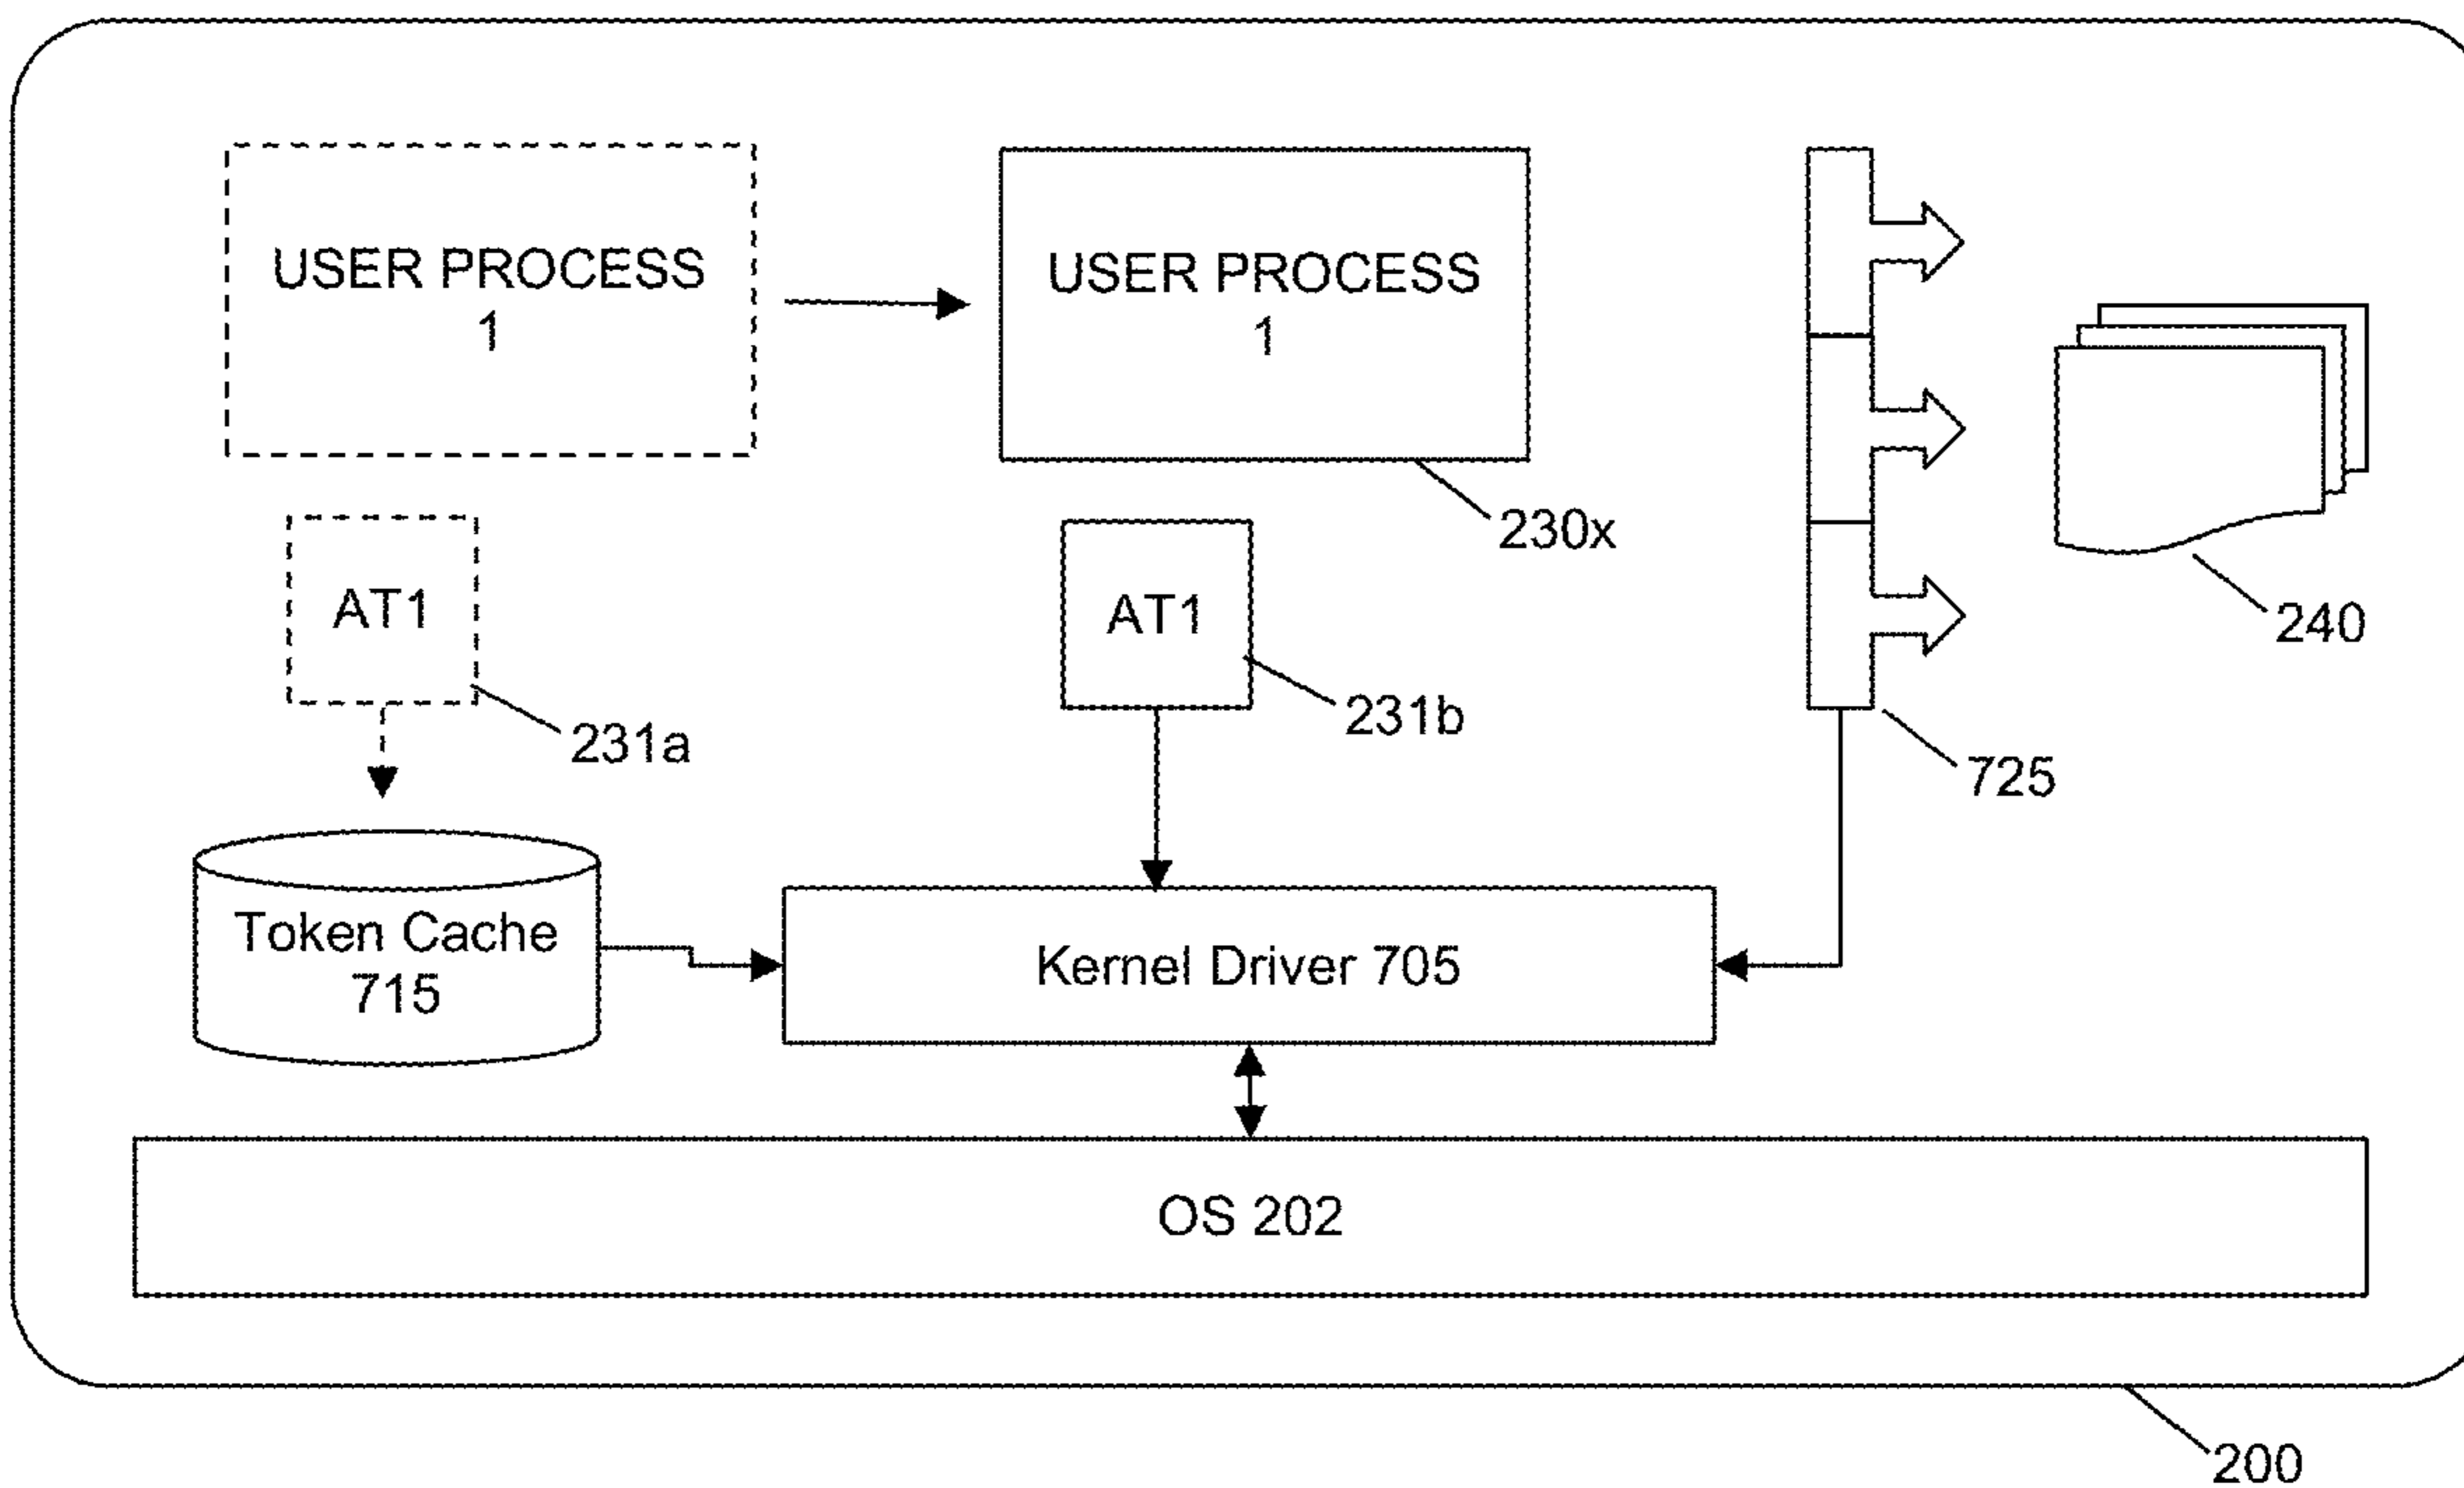 USER PROCESS
1
USER PROCESS
1
230x
AT1
231a
AT1
231b
240
725
Token Cache
715
Kernel Driver 705
OS 202
200